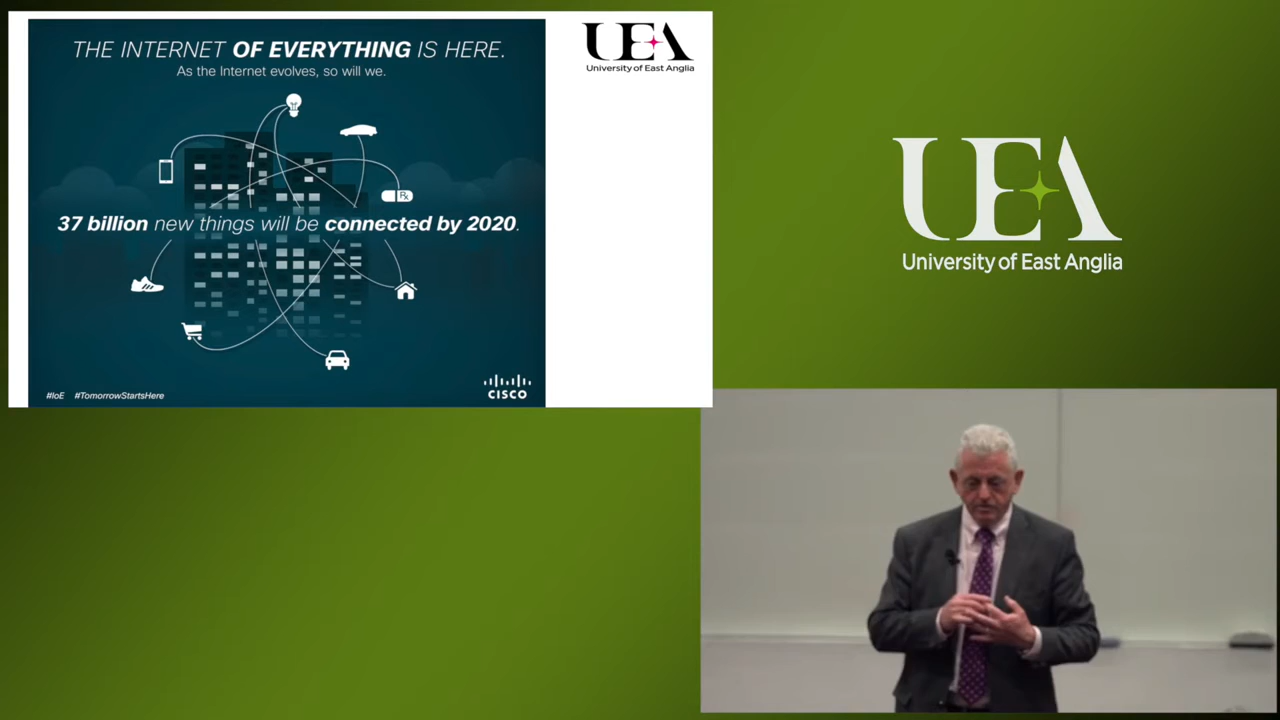 THE INTERNET OF EVERYTHING IS HERE.
As the Internet evolves, so will we.
Rx
37 billion new things will be connected by 2020.
#IoE #TomorrowStartsHere
CISCO
UEA
University of East Anglia
UEA
University of East Anglia